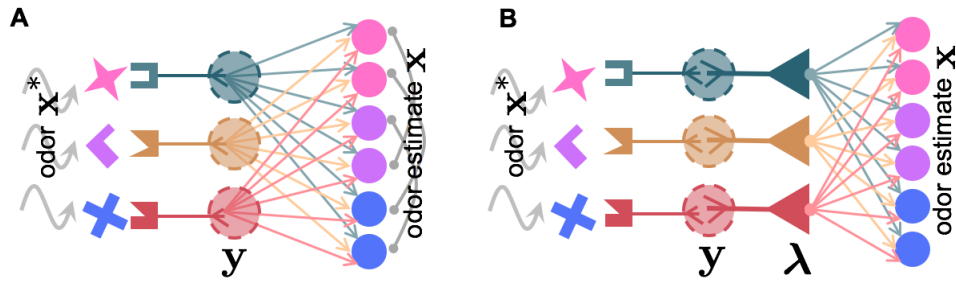 A
odor x*
y
odor estimate x
B
odor x*
y
λ
odor estimate x